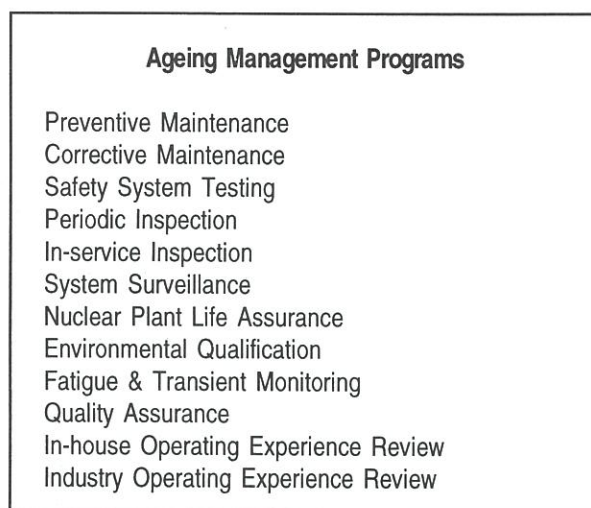 Ageing Management Programs
Preventive Maintenance
Corrective Maintenance
Safety System Testing
Periodic Inspection
In-service Inspection
System Surveillance
Nuclear Plant Life Assurance
Environmental Qualification
Fatigue & Transient Monitoring
Quality Assurance
In-house Operating Experience Review
Industry Operating Experience Review